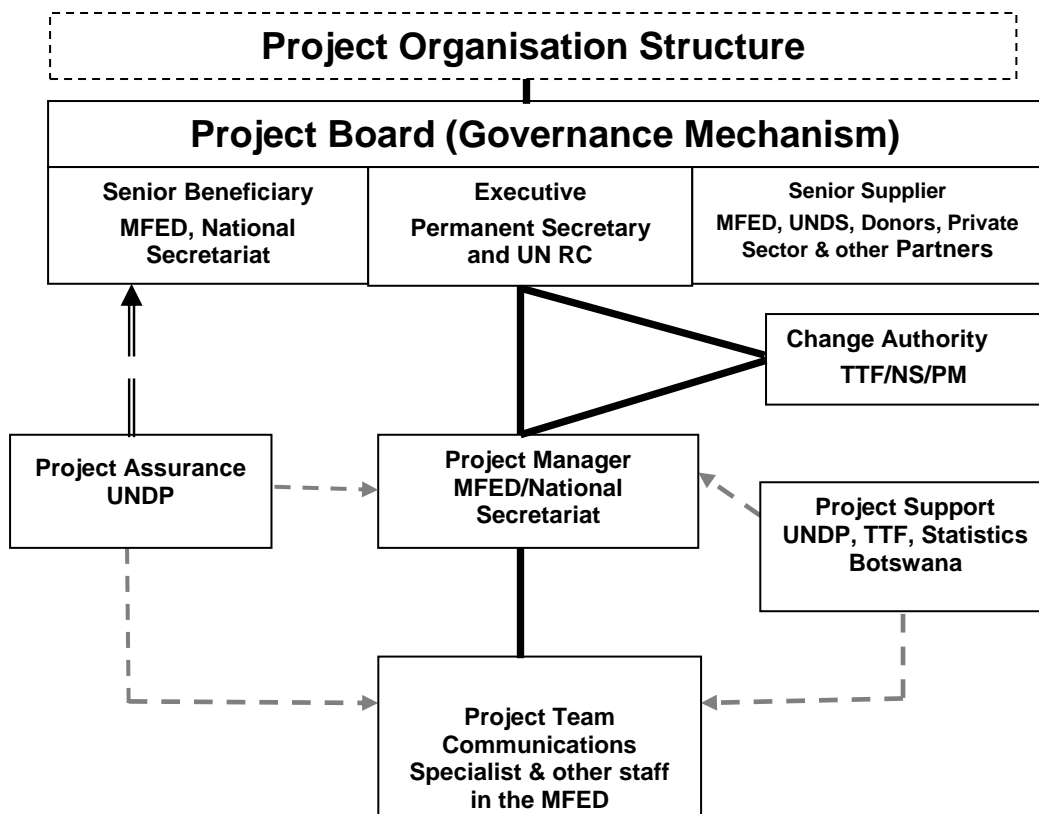 Project Organisation Structure
Project Board (Governance Mechanism)
Senior Beneficiary
MFED, National
Secretariat
Executive
Permanent Secretary
and UN RC
Senior Supplier
MFED, UNDS, Donors, Private
Sector & other Partners
Change Authority
TTF/NS/PM
Project Assurance
UNDP
Project Manager
MFED/National
Secretariat
Project Support
UNDP, TTF, Statistics
Botswana
Project Team
Communications
Specialist & other staff
in the MFED